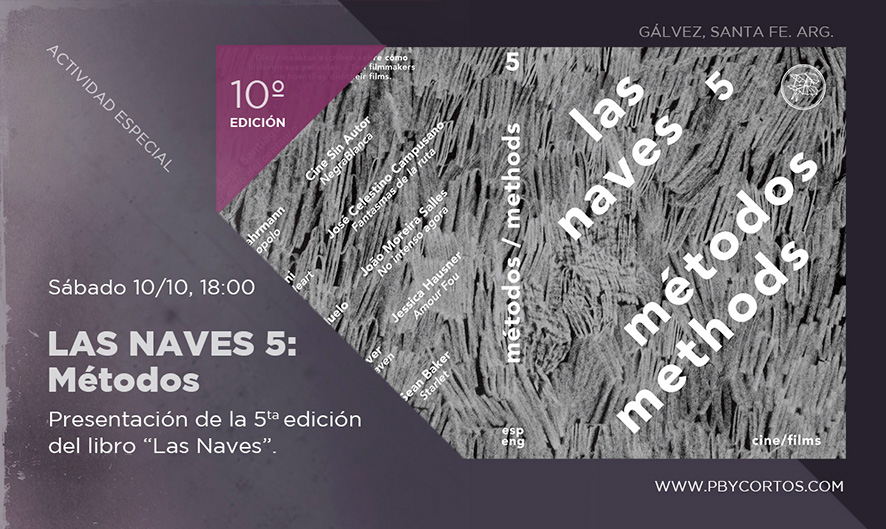 GÁLVEZ, SANTA FE. ARG.
ACTIVIDAD ESPECIAL
10º
EDICIÓN
Sábado 10/10, 18:00
LAS NAVES 5:
Métodos
Presentación de la 5ta edición
del libro “Las Naves”.
cómo
filmmakers
films.
Cine Sin Autor
NegraBlanca
José Celestino Campusano
Fantasmas de la ruta
João Moreira Salles
No intenso agora
Jessica Hausner
Amour Fou
Sean Baker
Starlet
5
métodos / methods
esp
eng
las
naves 5
métodos
methods
cine/films
WWW.PBYCORTOS.COM